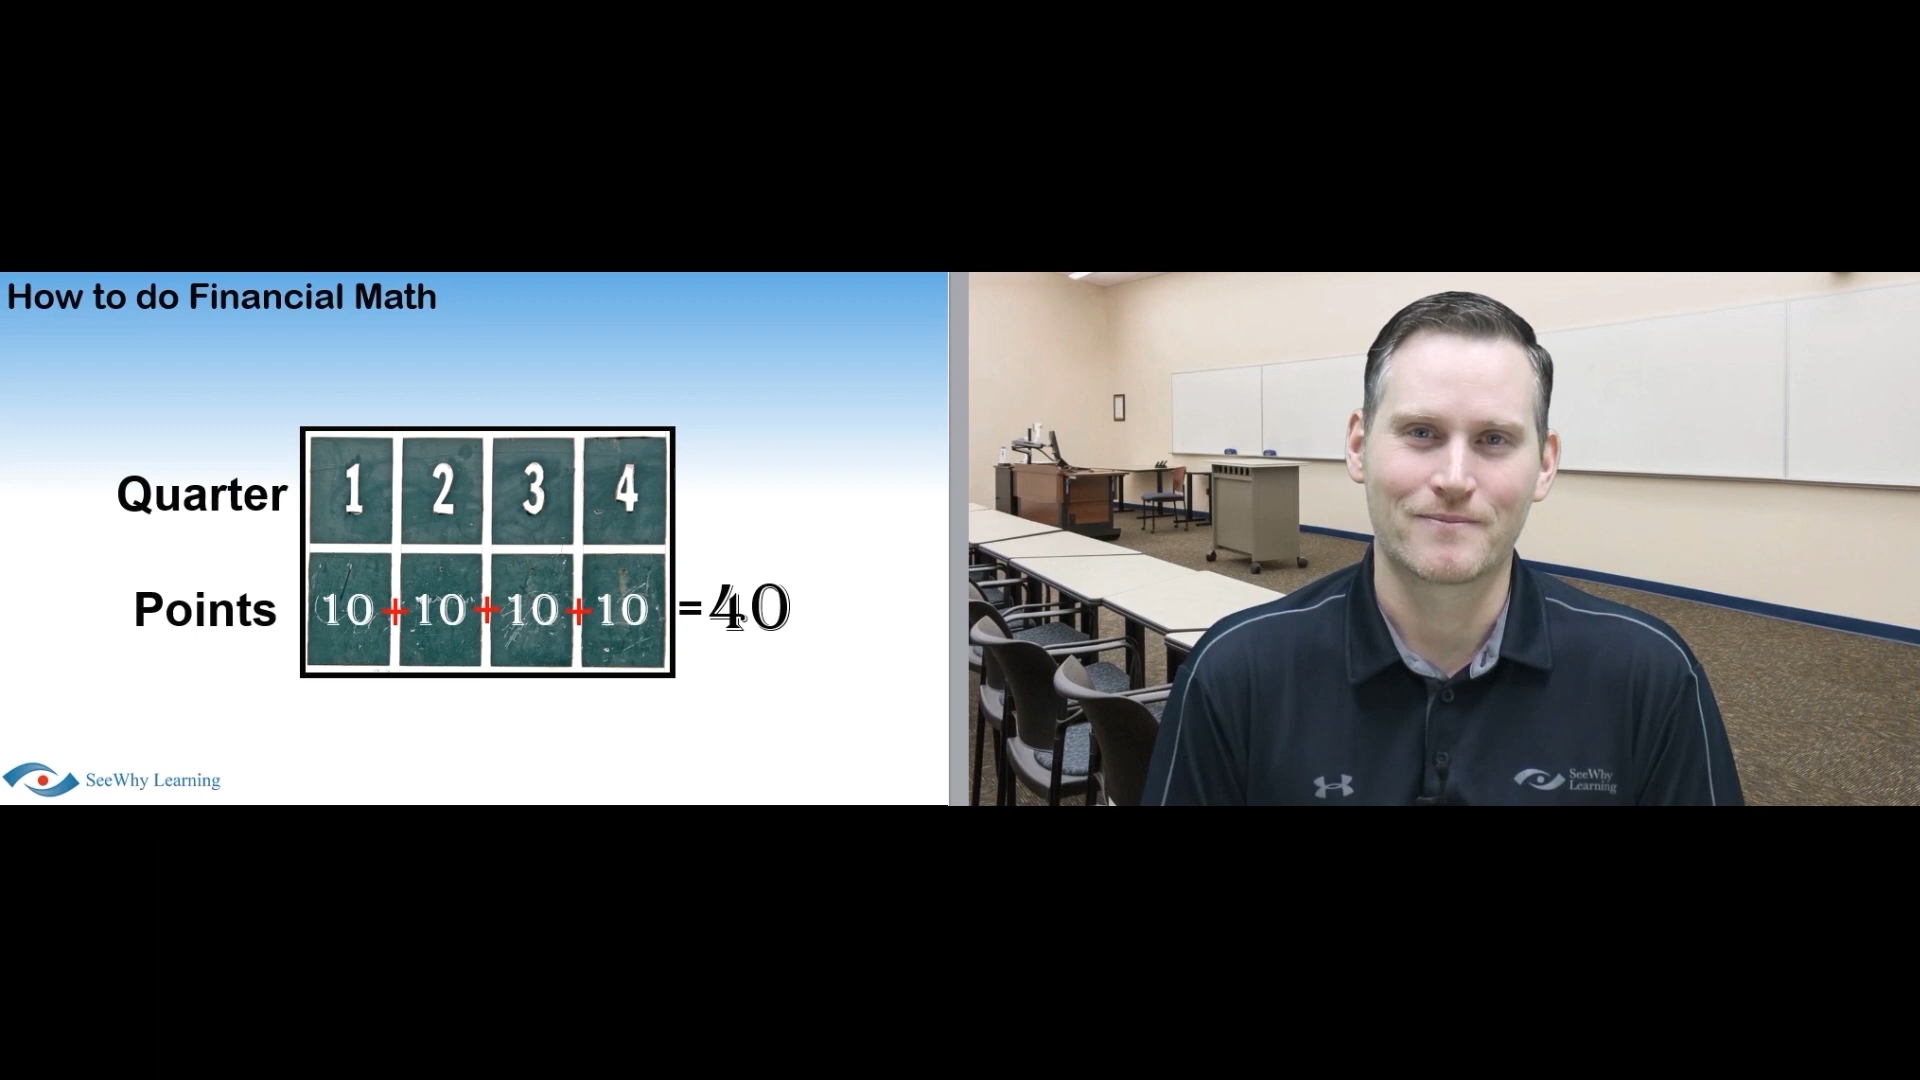 How to do Financial Math
Quarter 1 2 3 4
Points 10 + 10 + 10 + 10 = 40
SeeWhy Learning
SeeWhy
Learning